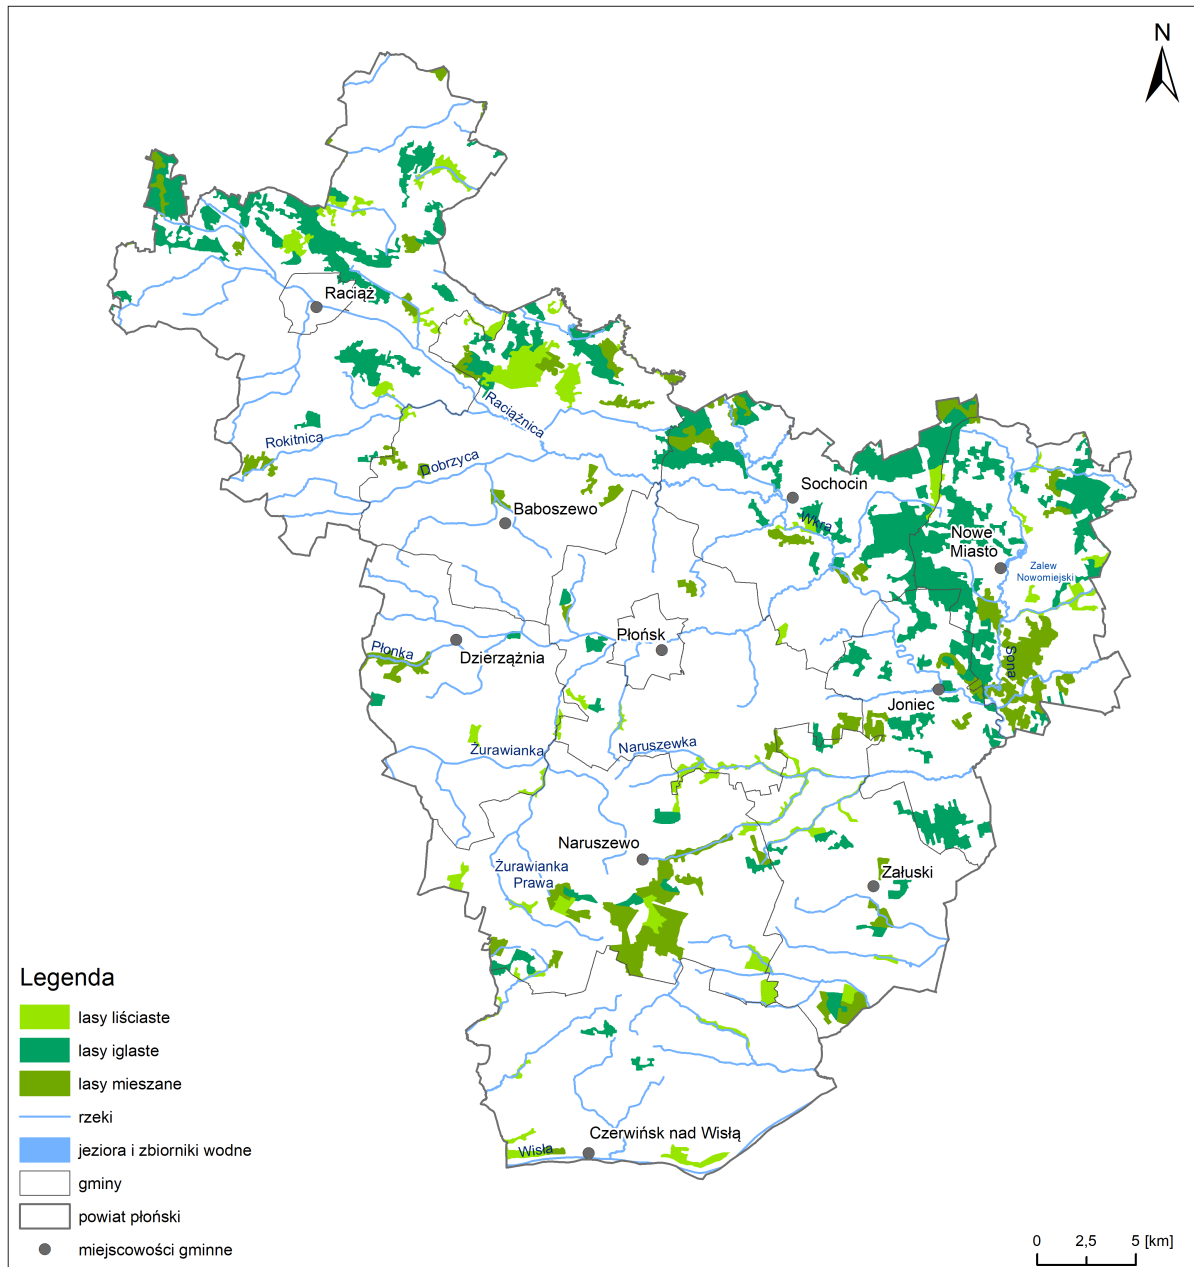 N
Raciąż
Raciążnica
Rokitnica
Dobrzyca
Sochocin
Baboszewo
Wkra
Nowe
Miasto
Zalew
Nowomiejski
Płońsk
Płonka
Dzierzążnia
Sona
Joniec
Żurawianka
Naruszewka
Naruszewo
Żurawianka
Prawa
Załuski
Czerwińsk nad Wisłą
Wisła
Legenda
lasy liściaste
lasy iglaste
lasy mieszane
rzeki
jeziora i zbiorniki wodne
gminy
powiat płoński
miejscowości gminne
0 2,5 5 [km]